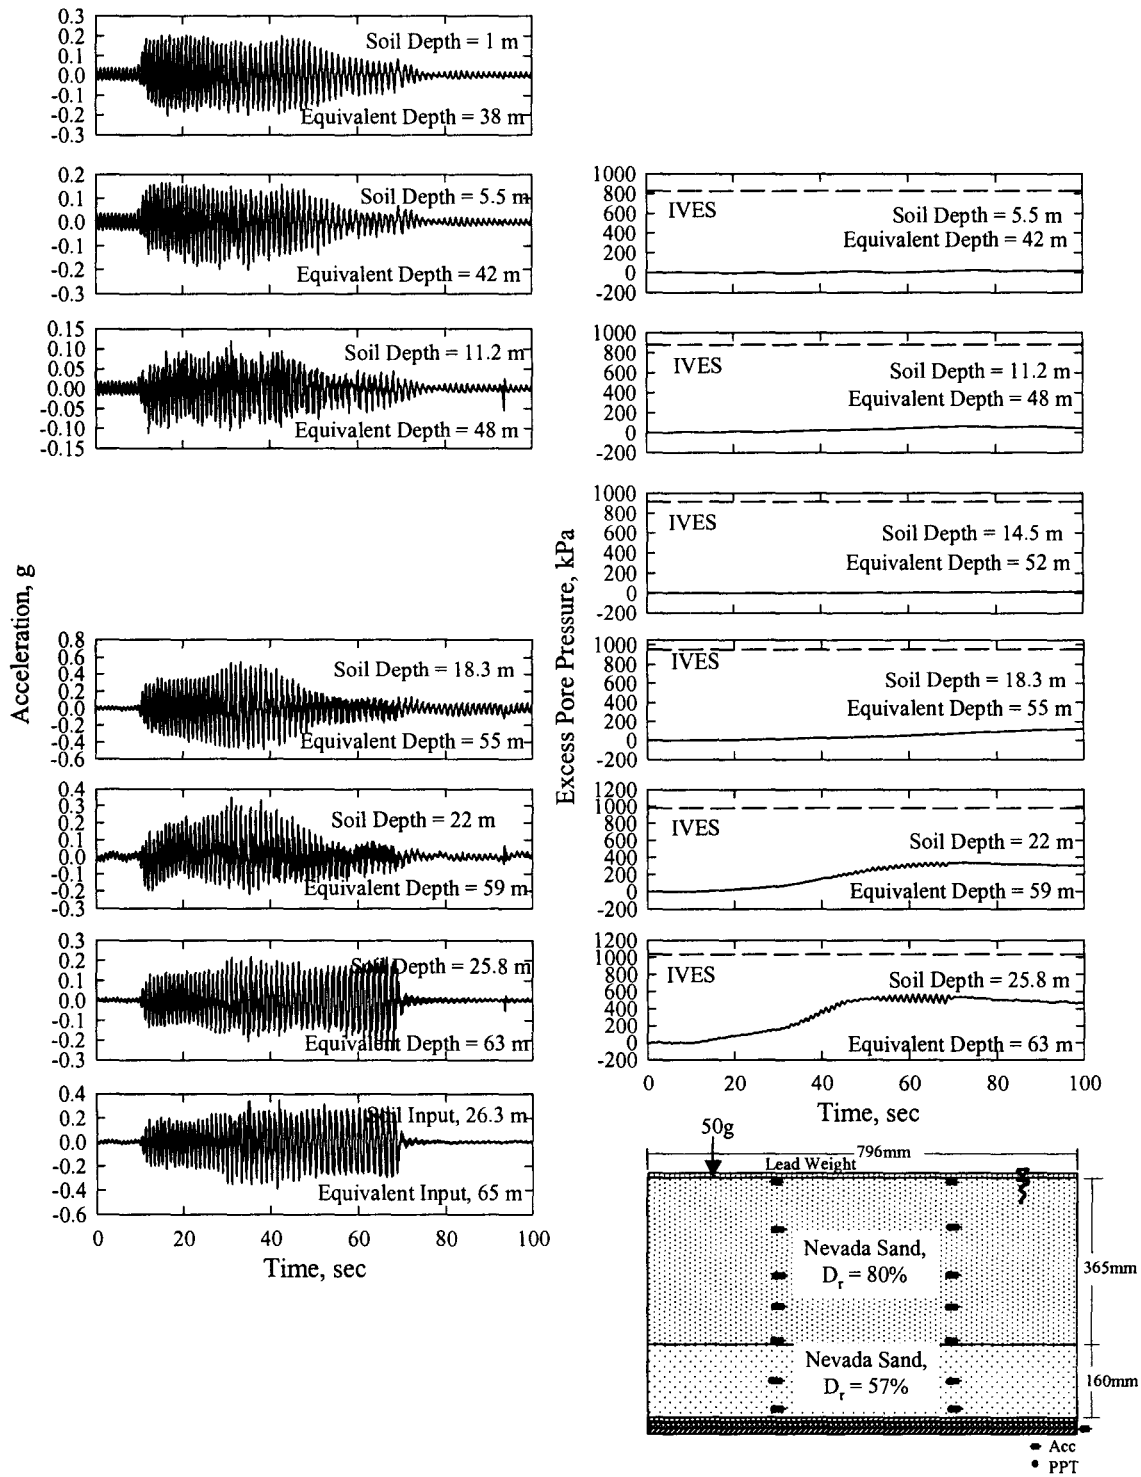 0.3
0.2
0.1
0.0
-0.1
-0.2
-0.3
Soil Depth = 1 m
Equivalent Depth = 38 m
0.2
0.1
0.0
-0.1
-0.2
-0.3
Soil Depth = 5.5 m
Equivalent Depth = 42 m
0.15
0.10
0.05
0.00
-0.05
-0.10
-0.15
Soil Depth = 11.2 m
Equivalent Depth = 48 m
Acceleration, g
0.8
0.6
0.4
0.2
0.0
-0.2
-0.4
-0.6
Soil Depth = 18.3 m
Equivalent Depth = 55 m
0.4
0.3
0.2
0.1
0.0
-0.1
-0.2
-0.3
Soil Depth = 22 m
Equivalent Depth = 59 m
0.3
0.2
0.1
0.0
-0.1
-0.2
-0.3
Soil Depth = 25.8 m
Equivalent Depth = 63 m
0.4
0.2
0.0
-0.2
-0.4
-0.6
Soil Input, 26.3 m
Equivalent Input, 65 m
0 20 40 60 80 100
Time, sec
1000
800
600
400
200
0
-200
IVES
Soil Depth = 5.5 m
Equivalent Depth = 42 m
1000
800
600
400
200
0
-200
IVES
Soil Depth = 11.2 m
Equivalent Depth = 48 m
Excess Pore Pressure, kPa
1000
800
600
400
200
0
-200
IVES
Soil Depth = 14.5 m
Equivalent Depth = 52 m
1000
800
600
400
200
0
-200
IVES
Soil Depth = 18.3 m
Equivalent Depth = 55 m
1200
1000
800
600
400
200
0
-200
IVES
Soil Depth = 22 m
Equivalent Depth = 59 m
1200
1000
800
600
400
200
0
-200
IVES
Soil Depth = 25.8 m
Equivalent Depth = 63 m
0 20 40 60 80 100
Time, sec
50g
796mm
Lead Weight
Nevada Sand,
Dr = 80%
365mm
Nevada Sand,
Dr = 57%
160mm
Acc
PPT